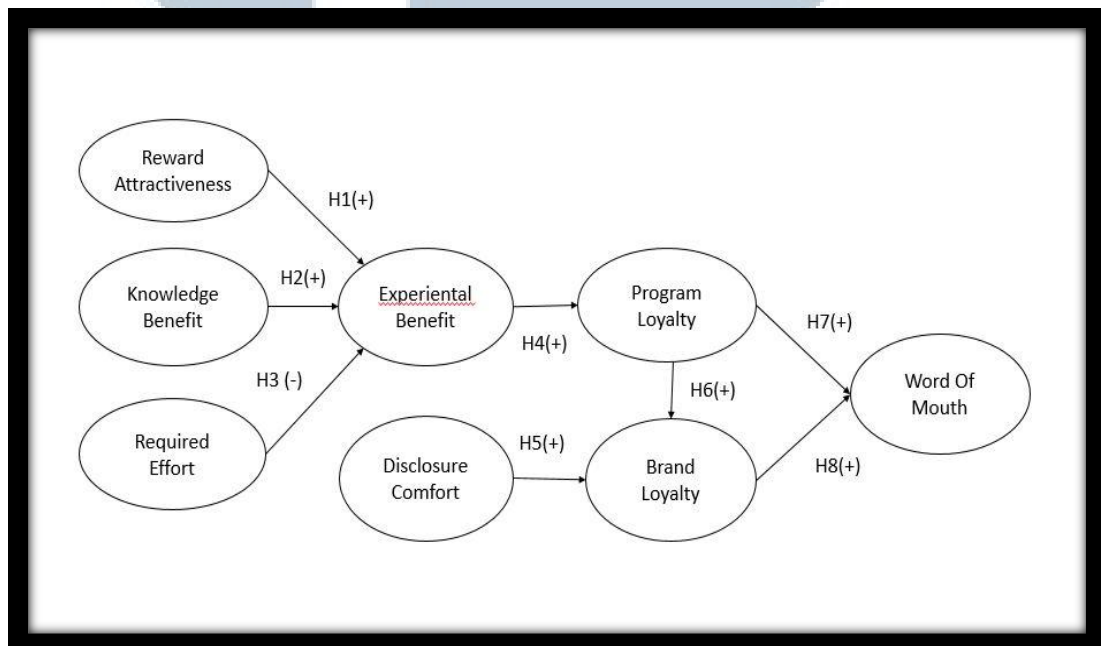 Reward
Attractiveness
H1(+)
Knowledge
Benefit
H2(+)
Experiental
Benefit
H3 (-)
Required
Effort
H4(+)
Program
Loyalty
H5(+)
Disclosure
Comfort
H6(+)
Brand
Loyalty
H7(+)
Word Of
Mouth
H8(+)